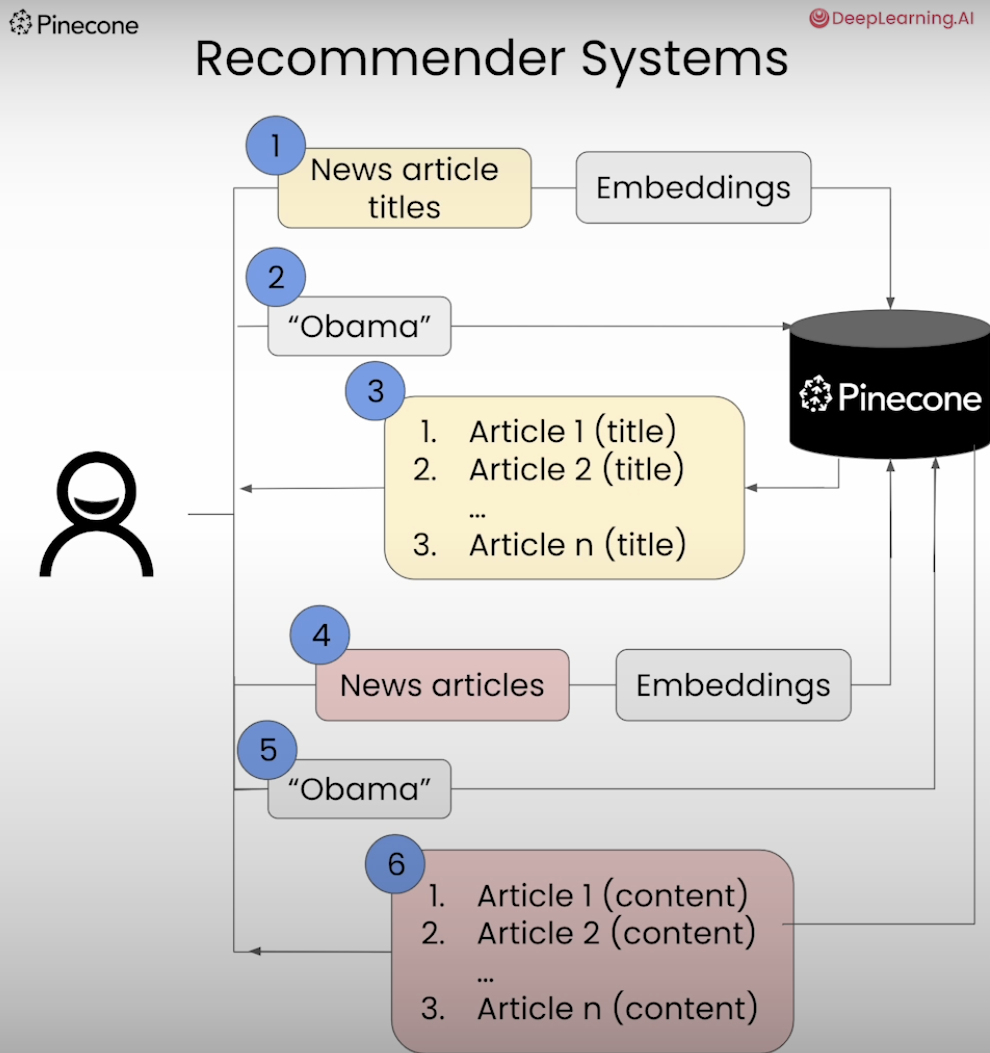 Pinecone
DeepLearning.AI
Recommender Systems
1
News article
titles
Embeddings
2
“Obama”
Pinecone
3
1. Article 1 (title)
2. Article 2 (title)
...
3. Article n (title)
4
News articles
Embeddings
5
“Obama”
6
1. Article 1 (content)
2. Article 2 (content)
...
3. Article n (content)